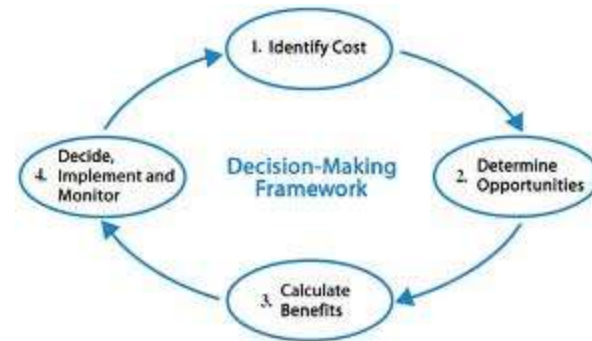 1. Identify Cost
Decision-Making
Framework
2. Determine
Opportunities
3. Calculate
Benefits
Decide,
4. Implement and
Monitor